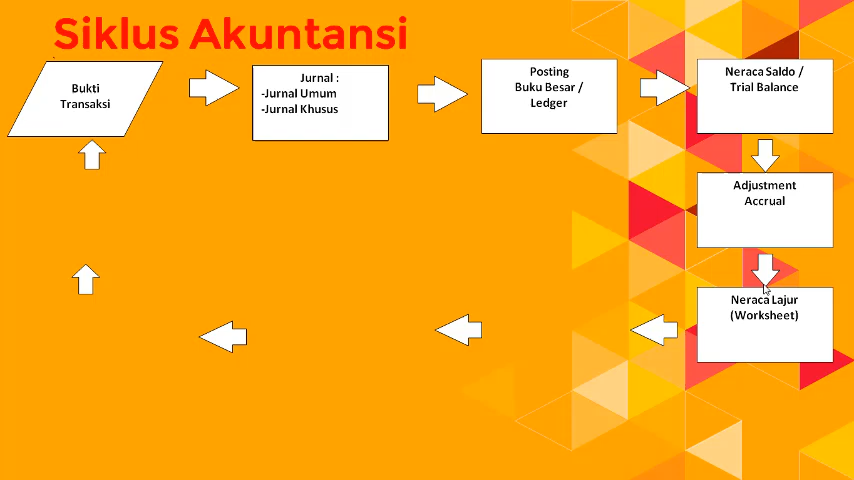 Siklus Akuntansi
Bukti
Transaksi
Jurnal :
-Jurnal Umum
-Jurnal Khusus
Posting
Buku Besar /
Ledger
Neraca Saldo /
Trial Balance
Adjustment
Accrual
Neraca Lajur
(Worksheet)